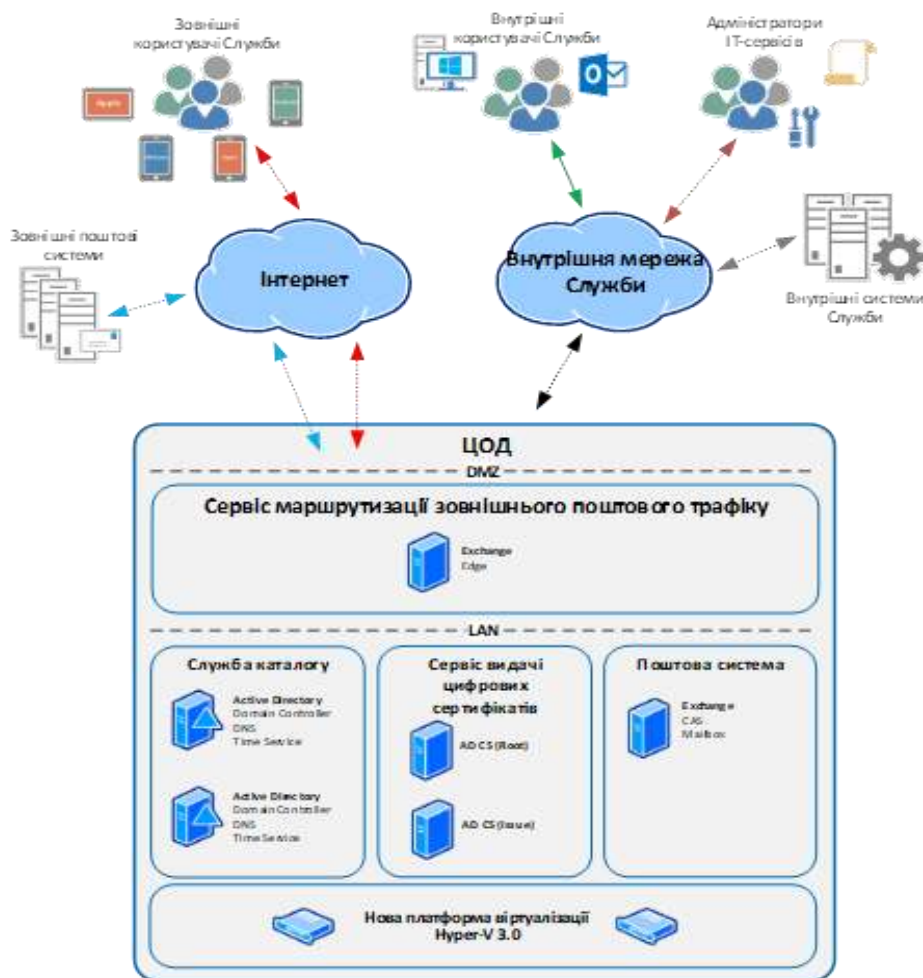 Зовнішні
користувачі Служби
Внутрішні
користувачі Служби
Адміністратори
ІТ-сервісів
Зовнішні поштові
системи
Інтернет
Внутрішня мережа
Служби
Внутрішні системи
Служби
ЦОД
DMZ
Сервіс маршрутизації зовнішнього поштового трафіку
Exchange
Edge
LAN
Служба каталогу
Active Directory
Domain Controller
DNS
Time Service
Active Directory
Domain Controller
DNS
Time Service
Сервіс видачі
цифрових
сертифікатів
AD CS (Root)
AD CS (Issue)
Поштова система
Exchange
CAS
Mailbox
Нова платформа віртуалізації
Hyper-V 3.0